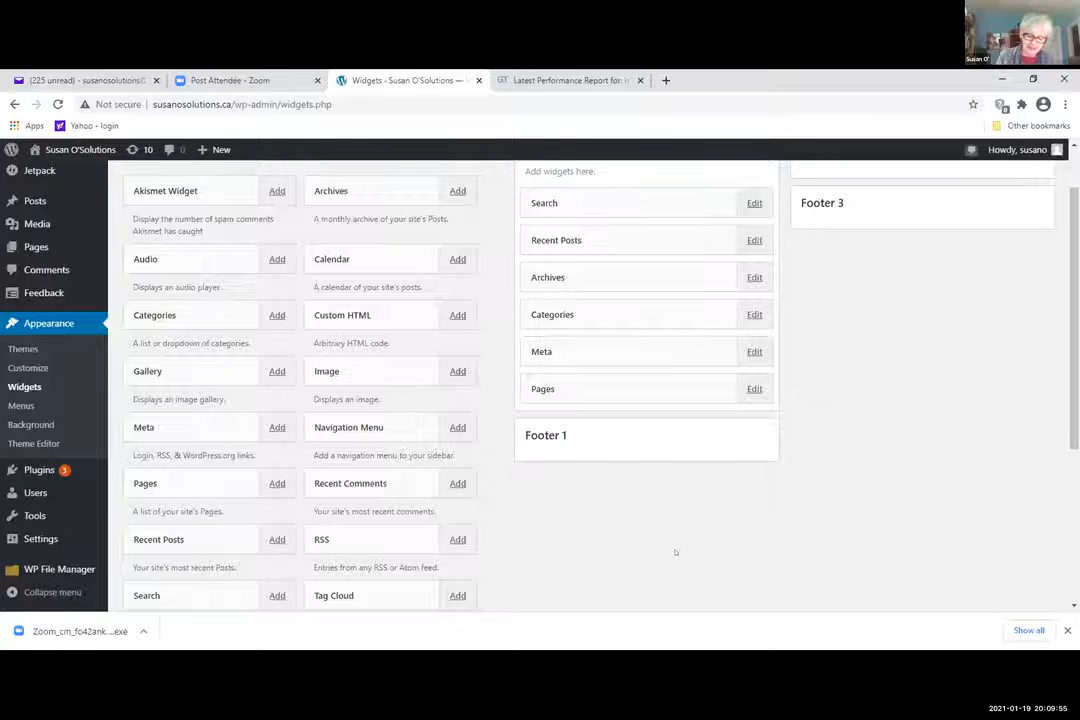 Susan O'
(225 unread) - susanosolutions
Post Attendee - Zoom
Widgets ‹ Susan O'Solutions —
GT Latest Performance Report for:
Not secure | susanosolutions.ca/wp-admin/widgets.php
Apps Yahoo - login Other bookmarks
Susan O'Solutions 10 0 New Howdy, susano
Jetpack
Posts
Media
Pages
Comments
Feedback
Appearance
Themes
Customize
Widgets
Menus
Background
Theme Editor
Plugins 3
Users
Tools
Settings
WP File Manager
Collapse menu
Akismet Widget Add
Display the number of spam comments
Akismet has caught
Archives Add
A monthly archive of your site's Posts.
Audio Add
Displays an audio player.
Calendar Add
A calendar of your site's posts.
Categories Add
A list or dropdown of categories.
Custom HTML Add
Arbitrary HTML code.
Gallery Add
Displays an image gallery.
Image Add
Displays an image.
Meta Add
Login, RSS, & WordPress.org links.
Navigation Menu Add
Add a navigation menu to your sidebar.
Pages Add
A list of your site's Pages.
Recent Comments Add
Your site's most recent comments.
Recent Posts Add
Your site's most recent Posts.
RSS Add
Entries from any RSS or Atom feed.
Search Add
Tag Cloud Add
Add widgets here.
Search Edit
Recent Posts Edit
Archives Edit
Categories Edit
Meta Edit
Pages Edit
Footer 1
Footer 3
Zoom_cm_fo42ank....exe
Show all
2021-01-19 20:09:55